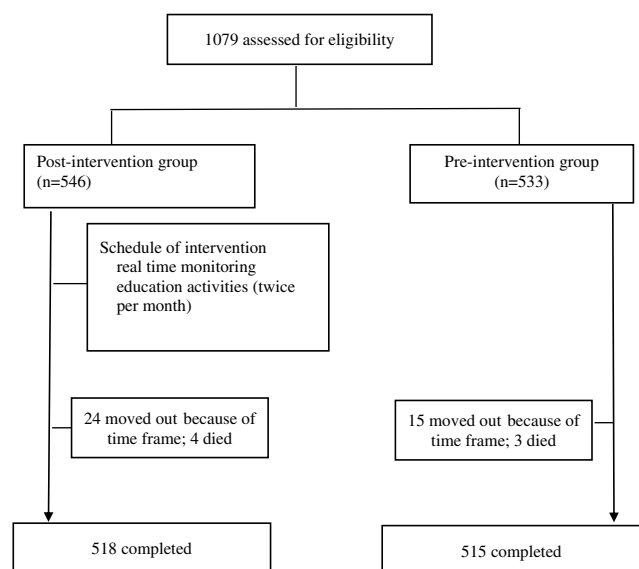 1079 assessed for eligibility
Post-intervention group
(n=546)
Pre-intervention group
(n=533)
Schedule of intervention
real time monitoring
education activities (twice
per month)
24 moved out because of
time frame; 4 died
15 moved out because of
time frame; 3 died
518 completed
515 completed